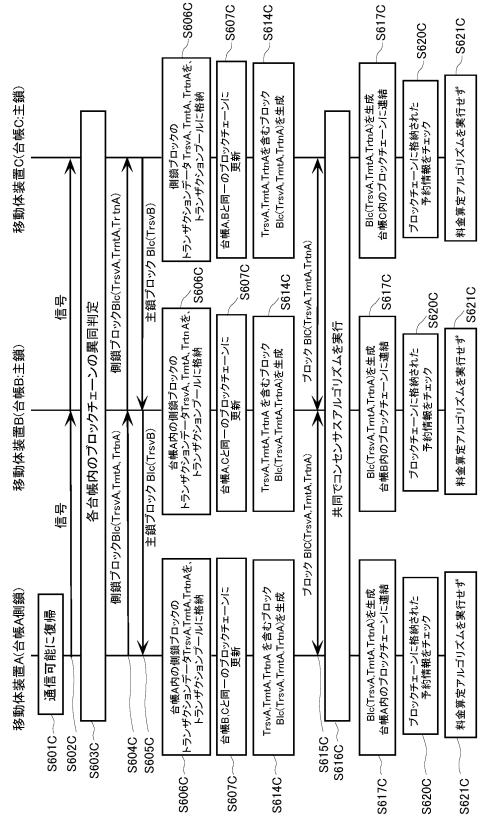 移動体装置A(台帳A:側鎖)
移動体装置B(台帳B:主鎖)
移動体装置C(台帳C:主鎖)
S601C
通信可能に復帰
S602C
信号
信号
S603C
各台帳内のブロックチェーンの異同判定
S604C
側鎖ブロックBlc(TrsvA,Trnt, TrtnA)
側鎖ブロックBlc(TrsvA,TrntA,TrtnA)
S605C
主鎖ブロック Blc(TrsvB)
主鎖ブロック Blc(TrsvB)
S606C
台帳A内の側鎖ブロックの
トランザクションデータTrsvA, TrntA, TrtnAを、
トランザクションプールに格納
台帳A内の側鎖ブロックの
トランザクションデータTrsvA, TrntA, TrtnAを、
トランザクションプールに格納
S606C
側鎖ブロックの
トランザクションデータTrsvA, TrntA, TrtnAを、
トランザクションプールに格納
S606C
S607C
台帳B,Cと同一のブロックチェーンに
更新
台帳A,Cと同一のブロックチェーンに
更新
S607C
台帳A,Bと同一のブロックチェーンに
更新
S607C
S614C
TrsvA,TrntA,TrtnA を含むブロック
Blc(TrsvA,TrntA,TrtnA)を生成
TrsvA,TrntA,TrtnA を含むブロック
Blc(TrsvA,TrntA,TrtnA)を生成
S614C
TrsvA,TrntA,TrtnAを含むブロック
Blc(TrsvA,TrntA,TrtnA)を生成
S614C
S615C
ブロック BlC(TrsvA,TrntA,TrtnA)
ブロック BlC(TrsvA,TrntA,TrtnA)
S616C
共同でコンセンサスアルゴリズムを実行
S617C
Blc(TrsvA,TrntA,TrtnA)を生成
台帳A内のブロックチェーンに連結
Blc(TrsvA,TrntA,TrtnA)を生成
台帳B内のブロックチェーンに連結
S617C
Blc(TrsvA,TrntA,TrtnA)を生成
台帳C内のブロックチェーンに連結
S617C
S620C
ブロックチェーンに格納された
予約情報をチェック
ブロックチェーンに格納された
予約情報をチェック
S620C
ブロックチェーンに格納された
予約情報をチェック
S620C
S621C
料金算定アルゴリズムを実行せず
料金算定アルゴリズムを実行せず
S621C
料金算定アルゴリズムを実行せず
S621C